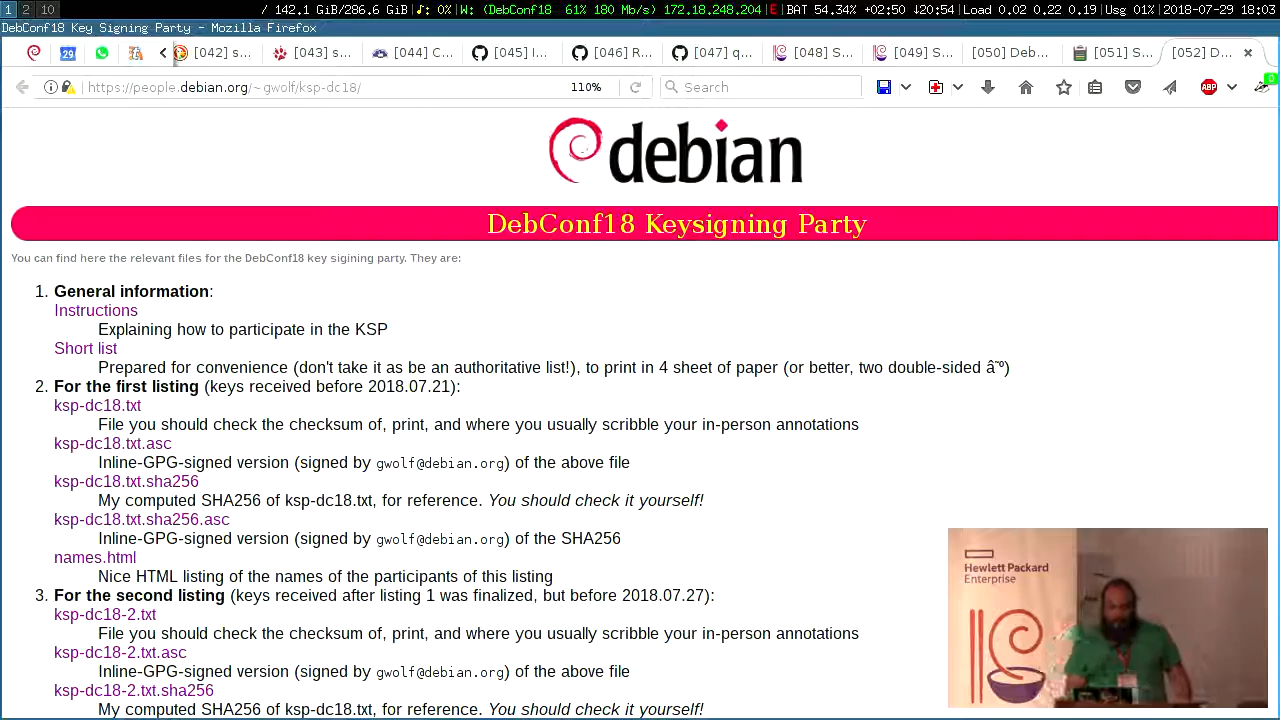 1 2 10 / 142.1 GiB/286.6 GiB|♪: 0%|W: (DebConf18 61% 180 Mb/s) 172.18.248.204|E|BAT 54.34% +02:50 +20:54|Load 0.02 0.22 0.19|Usg 01%|2018-07-29 18:03
DebConf18 Key Signing Party - Mozilla Firefox
29 [042] s... [043] s... [044] C... [045] I... [046] R... [047] q... [048] S... [049] S... [050] Deb... [051] S... [52] D...
https://people.debian.org/~gwolf/ksp-dc18/ 110% Search ABP 0
debian
DebConf18 Keysigning Party
You can find here the relevant files for the DebConf18 key sigining party. They are:
1. General information:
Instructions
Explaining how to participate in the KSP
Short list
Prepared for convenience (don't take it as be an authoritative list!), to print in 4 sheet of paper (or better, two double-sided â˜º)
2. For the first listing (keys received before 2018.07.21):
ksp-dc18.txt
File you should check the checksum of, print, and where you usually scribble your in-person annotations
ksp-dc18.txt.asc
Inline-GPG-signed version (signed by gwolf@debian.org) of the above file
ksp-dc18.txt.sha256
My computed SHA256 of ksp-dc18.txt, for reference. You should check it yourself!
ksp-dc18.txt.sha256.asc
Inline-GPG-signed version (signed by gwolf@debian.org) of the SHA256
names.html
Nice HTML listing of the names of the participants of this listing
3. For the second listing (keys received after listing 1 was finalized, but before 2018.07.27):
ksp-dc18-2.txt
File you should check the checksum of, print, and where you usually scribble your in-person annotations
ksp-dc18-2.txt.asc
Inline-GPG-signed version (signed by gwolf@debian.org) of the above file
ksp-dc18-2.txt.sha256
My computed SHA256 of ksp-dc18-2.txt, for reference. You should check it yourself!
Hewlett Packard
Enterprise